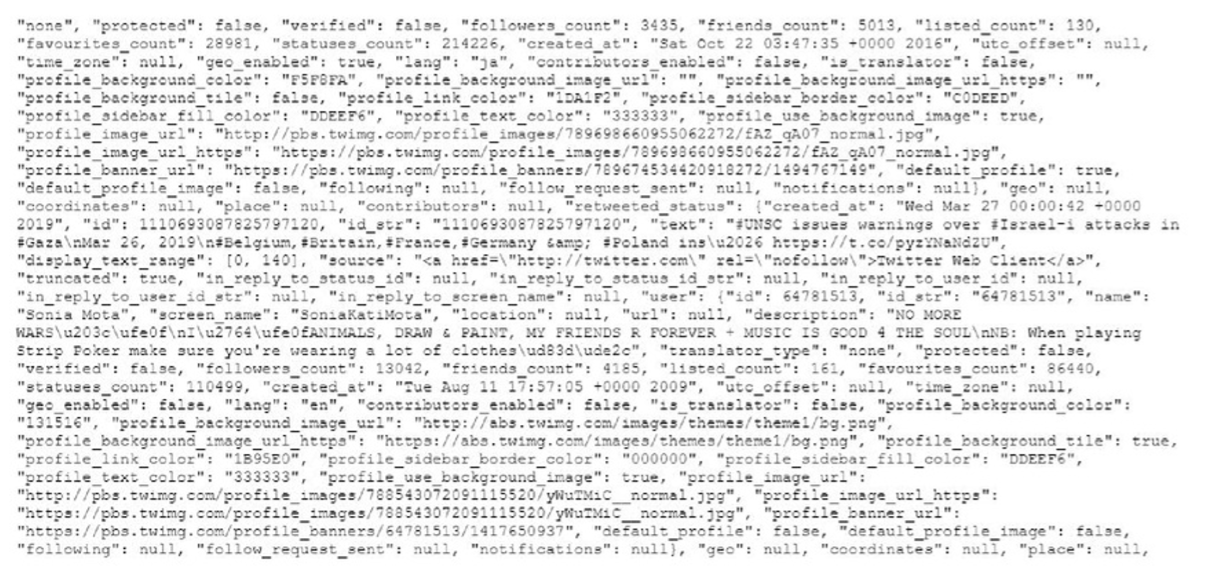 "none", "protected": false, "verified": false, "followers_count": 3435, "friends_count": 5013, "listed_count": 130,
"favourites_count": 28981, "statuses_count": 214226, "created_at": "Sat Oct 22 03:47:35 +0000 2016", "utc_offset": null,
"time_zone": null, "geo_enabled": true, "lang": "ja", "contributors_enabled": false, "is_translator": false,
"profile_background_color": "F5F8FA", "profile_background_image_url": "", "profile_background_image_url_https": "",
"profile_background_tile": false, "profile_link_color": "1DA1F2", "profile_sidebar_border_color": "C0DEED",
"profile_sidebar_fill_color": "DDEEF6", "profile_text_color": "333333", "profile_use_background_image": true,
"profile_image_url": "http://pbs.twimg.com/profile_images/789698660955062272/fAZ_qA07_normal.jpg",
"profile_image_url_https": "https://pbs.twimg.com/profile_images/789698660955062272/fAZ_qA07_normal.jpg",
"profile_banner_url": "https://pbs.twimg.com/profile_banners/789674534420918272/1494767149", "default_profile": true,
"default_profile_image": false, "following": null, "follow_request_sent": null, "notifications": null}, "geo": null,
"coordinates": null, "place": null, "contributors": null, "retweeted_status": {"created_at": "Wed Mar 27 00:00:42 +0000
2019", "id": 1110693087825797120, "id_str": "1110693087825797120", "text": "#UNSC issues warnings over #Israel-i attacks in
#Gaza\nMar 26, 2019\n#Belgium,#Britain,#France,#Germany &amp; #Poland ins\u2026 https://t.co/pyzYNaNdZU",
"display_text_range": [0, 140], "source": "<a href=\"http://twitter.com\" rel=\"nofollow\">Twitter Web Client</a>",
"truncated": true, "in_reply_to_status_id": null, "in_reply_to_status_id_str": null, "in_reply_to_user_id": null,
"in_reply_to_user_id_str": null, "in_reply_to_screen_name": null, "user": {"id": 64781513, "id_str": "64781513", "name":
"Sonia Mota", "screen_name": "SoniaKatiMota", "location": null, "url": null, "description": "NO MORE
WARS\u203c\ufe0f\nI\u2764\ufe0fANIMALS, DRAW & PAINT, MY FRIENDS R FOREVER + MUSIC IS GOOD 4 THE SOUL\nNB: When playing
Strip Poker make sure you're wearing a lot of clothes\ud83d\ude2c", "translator_type": "none", "protected": false,
"verified": false, "followers_count": 13042, "friends_count": 4185, "listed_count": 161, "favourites_count": 86440,
"statuses_count": 110499, "created_at": "Tue Aug 11 17:57:05 +0000 2009", "utc_offset": null, "time_zone": null,
"geo_enabled": false, "lang": "en", "contributors_enabled": false, "is_translator": false, "profile_background_color":
"131516", "profile_background_image_url": "http://abs.twimg.com/images/themes/theme1/bg.png",
"profile_background_image_url_https": "https://abs.twimg.com/images/themes/theme1/bg.png", "profile_background_tile": true,
"profile_link_color": "1B95E0", "profile_sidebar_border_color": "000000", "profile_sidebar_fill_color": "DDEEF6",
"profile_text_color": "333333", "profile_use_background_image": true, "profile_image_url":
"http://pbs.twimg.com/profile_images/788543072091115520/yWuTMiC__normal.jpg", "profile_image_url_https":
"https://pbs.twimg.com/profile_images/788543072091115520/yWuTMiC__normal.jpg", "profile_banner_url":
"https://pbs.twimg.com/profile_banners/64781513/1417650937", "default_profile": false, "default_profile_image": false,
"following": null, "follow_request_sent": null, "notifications": null}, "geo": null, "coordinates": null, "place": null,